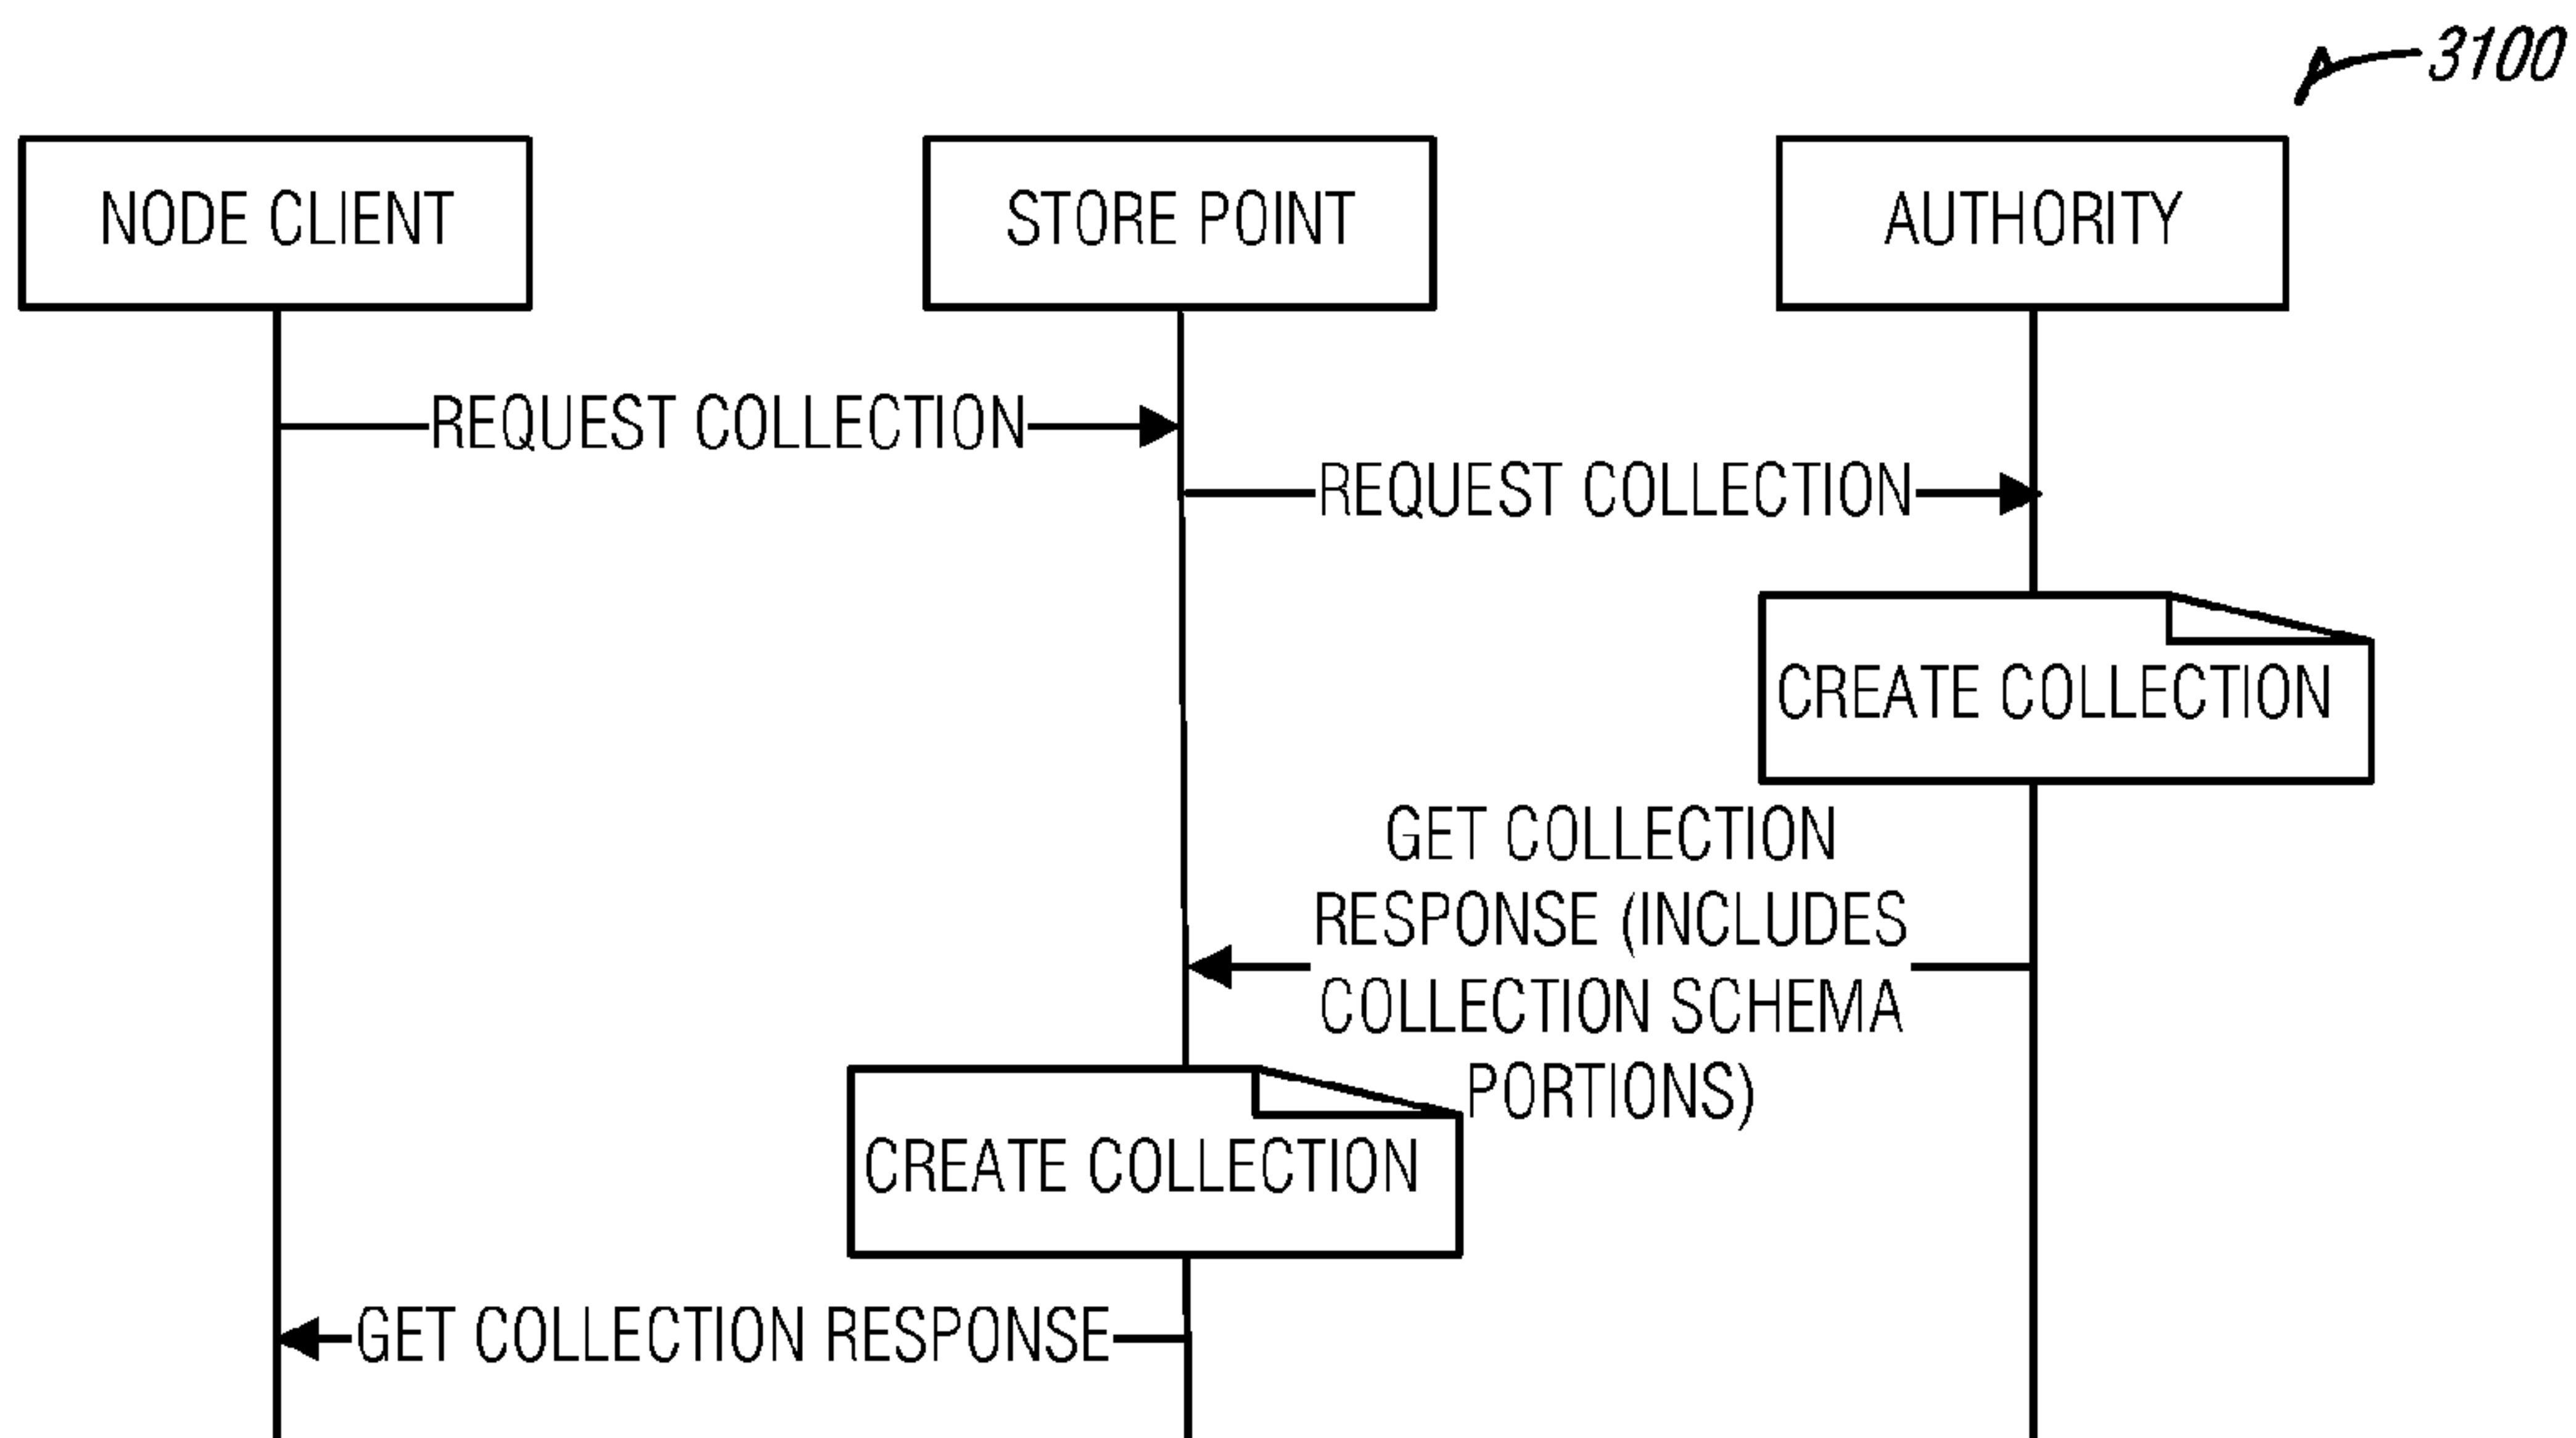 3100
NODE CLIENT
STORE POINT
AUTHORITY
REQUEST COLLECTION
REQUEST COLLECTION
CREATE COLLECTION
GET COLLECTION
RESPONSE (INCLUDES
COLLECTION SCHEMA
PORTIONS)
CREATE COLLECTION
GET COLLECTION RESPONSE